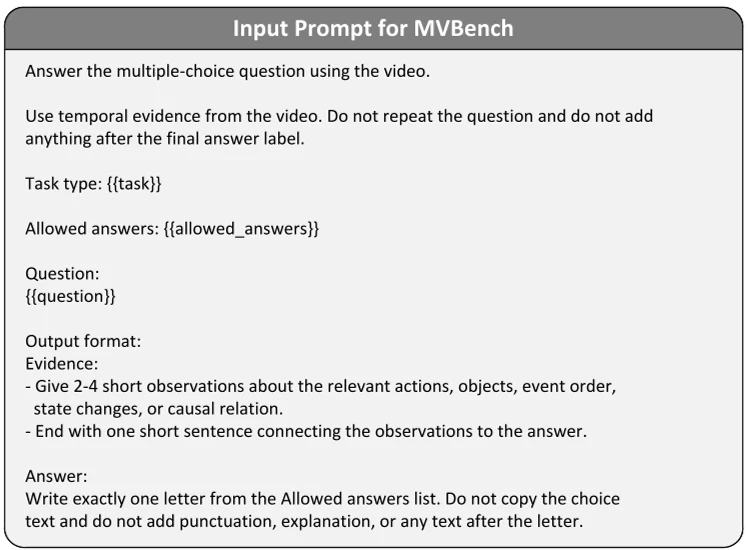 Input Prompt for MVBench
Answer the multiple-choice question using the video.
Use temporal evidence from the video. Do not repeat the question and do not add
anything after the final answer label.
Task type: {{task}}
Allowed answers: {{allowed_answers}}
Question:
{{question}}
Output format:
Evidence:
- Give 2-4 short observations about the relevant actions, objects, event order,
state changes, or causal relation.
- End with one short sentence connecting the observations to the answer.
Answer:
Write exactly one letter from the Allowed answers list. Do not copy the choice
text and do not add punctuation, explanation, or any text after the letter.